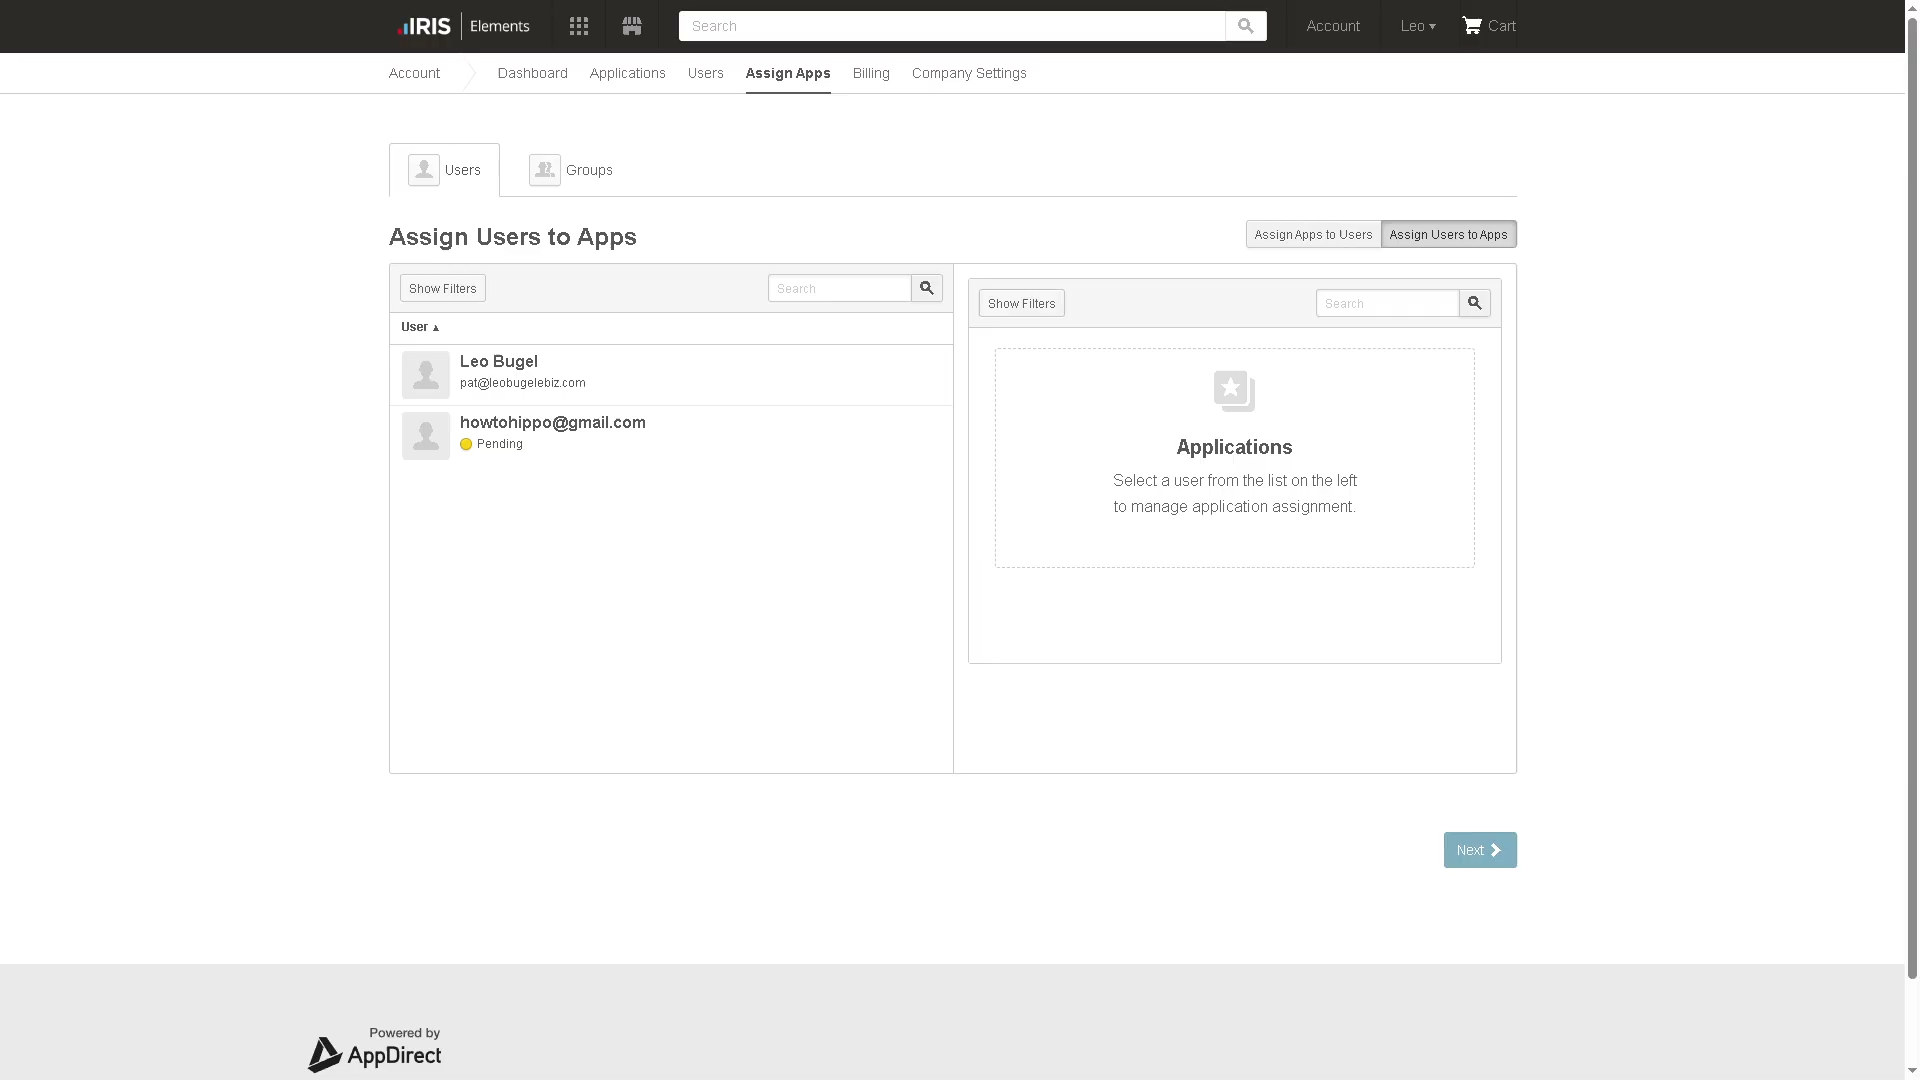 IRIS Elements
Search
Account
Leo ▾
Cart
Account
Dashboard
Applications
Users
Assign Apps
Billing
Company Settings
Users
Groups
Assign Users to Apps
Assign Apps to Users
Assign Users to Apps
Show Filters
Search
User ▲
Leo Bugel
pat@leobugelebiz.com
howtohippo@gmail.com
Pending
Show Filters
Search
Applications
Select a user from the list on the left
to manage application assignment.
Next
Powered by
AppDirect